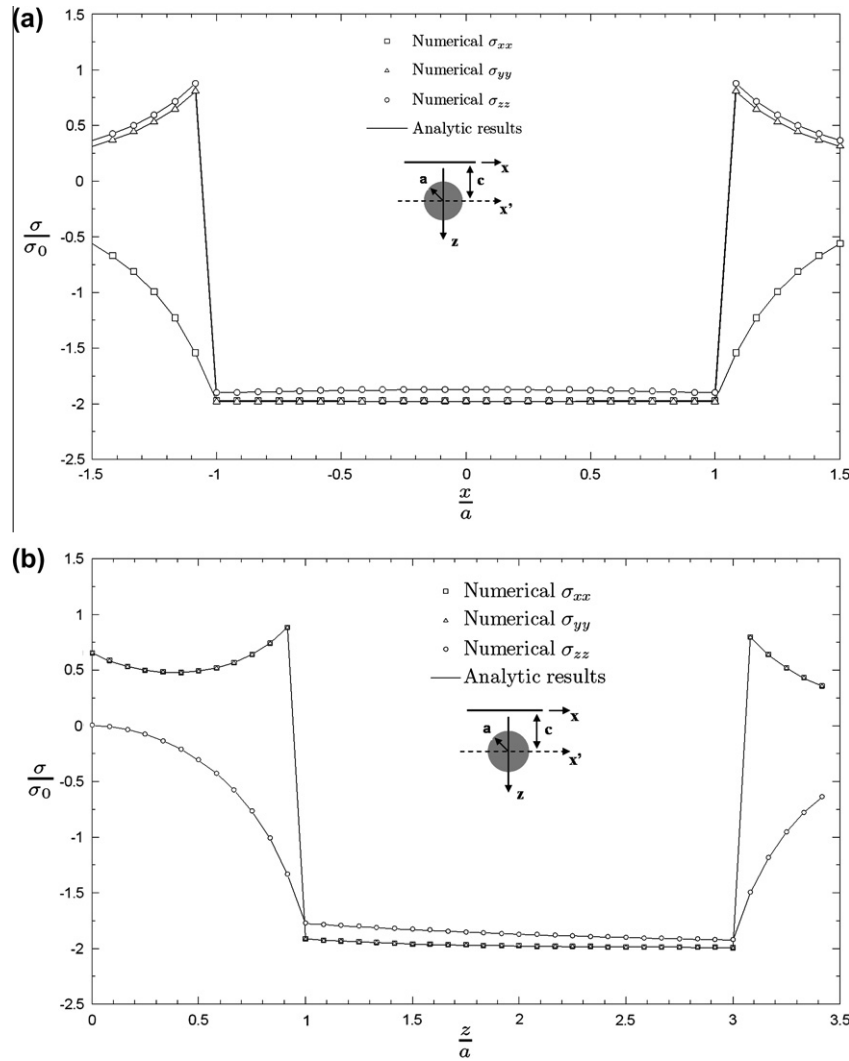 (a)
1.5
Numerical σxx
1
Numerical σyy
Numerical σzz
0.5
Analytic results
x
a
c
0
x'
σ/σ0
-0.5
z
-1
-1.5
-2
-2.5
-1.5 -1 -0.5 0 0.5 1 1.5
x/a
(b)
1.5
Numerical σxx
1
Numerical σyy
Numerical σzz
0.5
Analytic results
x
a
c
0
x'
σ/σ0
-0.5
z
-1
-1.5
-2
-2.5
0 0.5 1 1.5 2 2.5 3 3.5
z/a